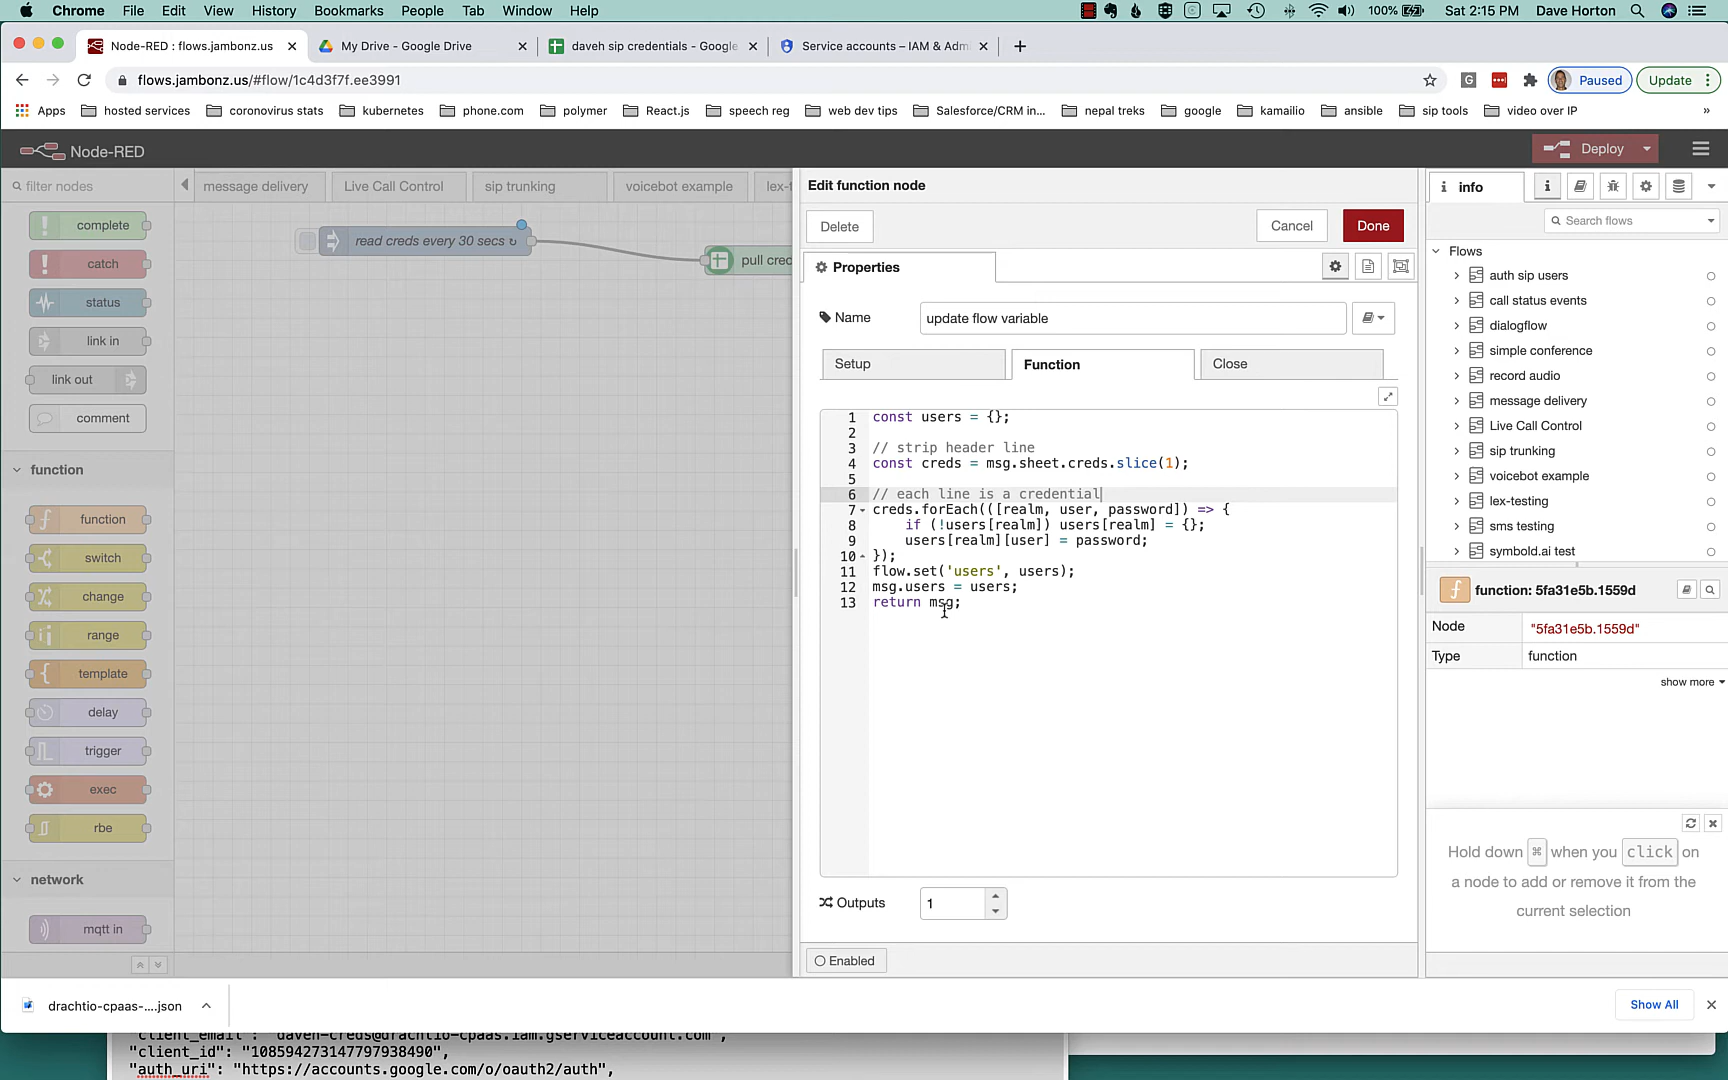 Chrome File Edit View History Bookmarks People Tab Window Help 100% Sat 2:15 PM Dave Horton
Node-RED : flows.jambonz.us My Drive - Google Drive daveh sip credentials - Google Service accounts – IAM & Adm
flows.jambonz.us/#flow/1c4d3f7f.ee3991 Paused Update
Apps hosted services coronovirus stats kubernetes phone.com polymer React.js speech reg web dev tips Salesforce/CRM in... nepal treks google kamailio ansible sip tools video over IP »
Node-RED Deploy
filter nodes message delivery Live Call Control sip trunking voicebot example lex-t
complete
catch
status
link in
link out
comment
function
function
switch
change
range
template
delay
trigger
exec
rbe
network
mqtt in
read creds every 30 secs ↻
pull cred
Edit function node
Delete Cancel Done
Properties
Name update flow variable
Setup Function Close
1 const users = {};
2
3 // strip header line
4 const creds = msg.sheet.creds.slice(1);
5
6 // each line is a credential
7 creds.forEach(([realm, user, password]) => {
8 if (!users[realm]) users[realm] = {};
9 users[realm][user] = password;
10 });
11 flow.set('users', users);
12 msg.users = users;
13 return msg;
Outputs 1
Enabled
info
Search flows
Flows
auth sip users
call status events
dialogflow
simple conference
record audio
message delivery
Live Call Control
sip trunking
voicebot example
lex-testing
sms testing
symbold.ai test
function: 5fa31e5b.1559d
Node "5fa31e5b.1559d"
Type function
show more
Hold down ⌘ when you click on
a node to add or remove it from the
current selection
drachtio-cpaas-....json Show All
"client_email": "daveh-creds@drachtio-cpaas.iam.gserviceaccount.com",
"client_id": "108594273147797938490",
"auth_uri": "https://accounts.google.com/o/oauth2/auth",